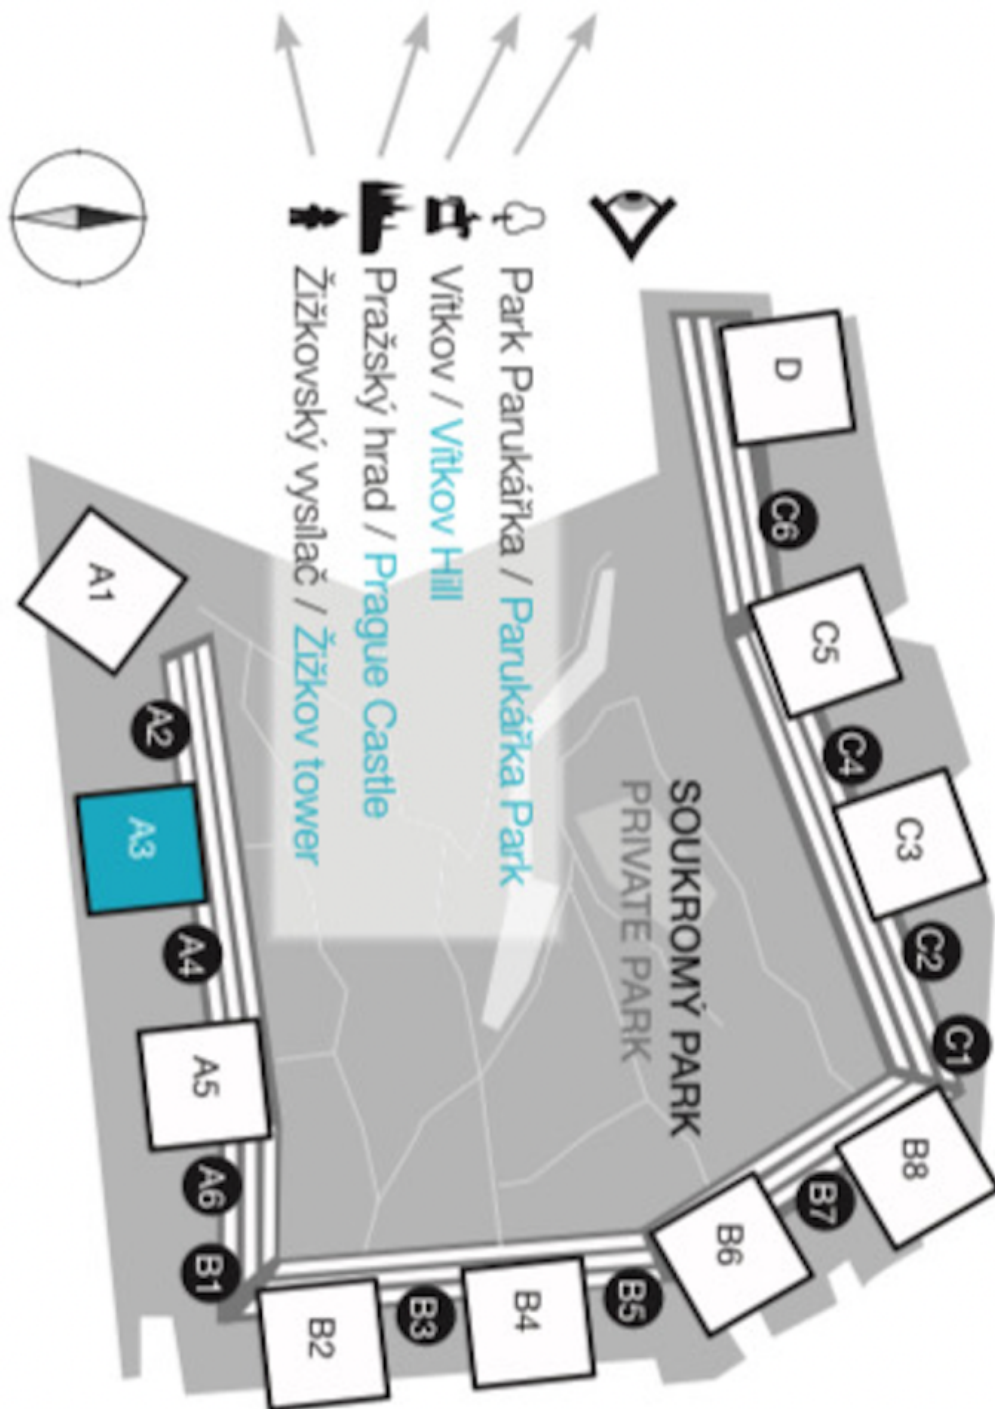 Park Parukářka / Parukářka Park
Vítkov / Vítkov Hill
Pražský hrad / Prague Castle
Žižkovský vysílač / Žižkov tower
SOUKROMÝ PARK
PRIVATE PARK
D
C6
C5
C4
C3
C2
C1
B8
B7
B6
B5
B4
B3
B2
B1
A6
A5
A4
A3
A2
A1